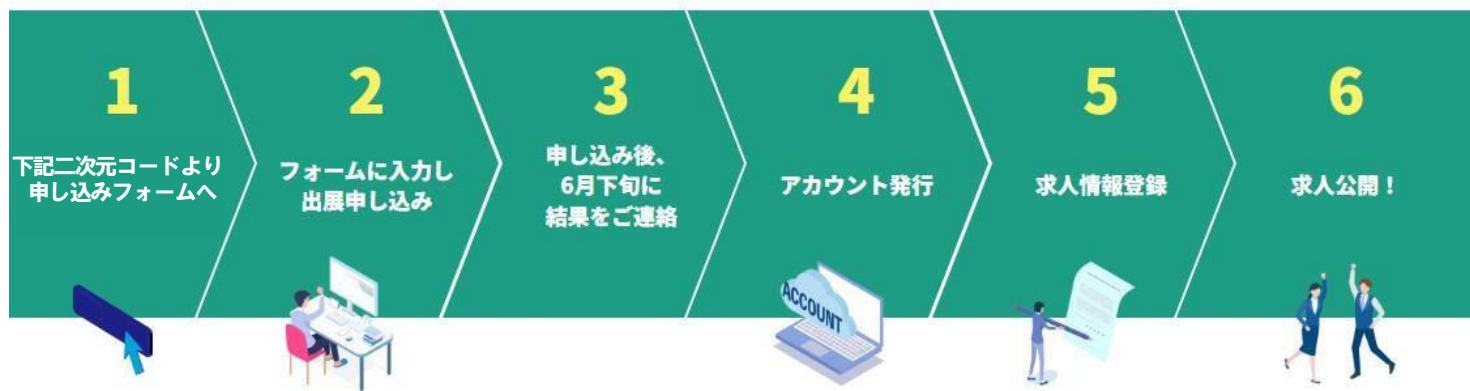 1
下記二次元コードより
申し込みフォームへ
2
フォームに入力し
出展申し込み
3
申し込み後、
6月下旬に
結果をご連絡
4
アカウント発行
ACCOUNT
5
求人情報登録
6
求人公開！